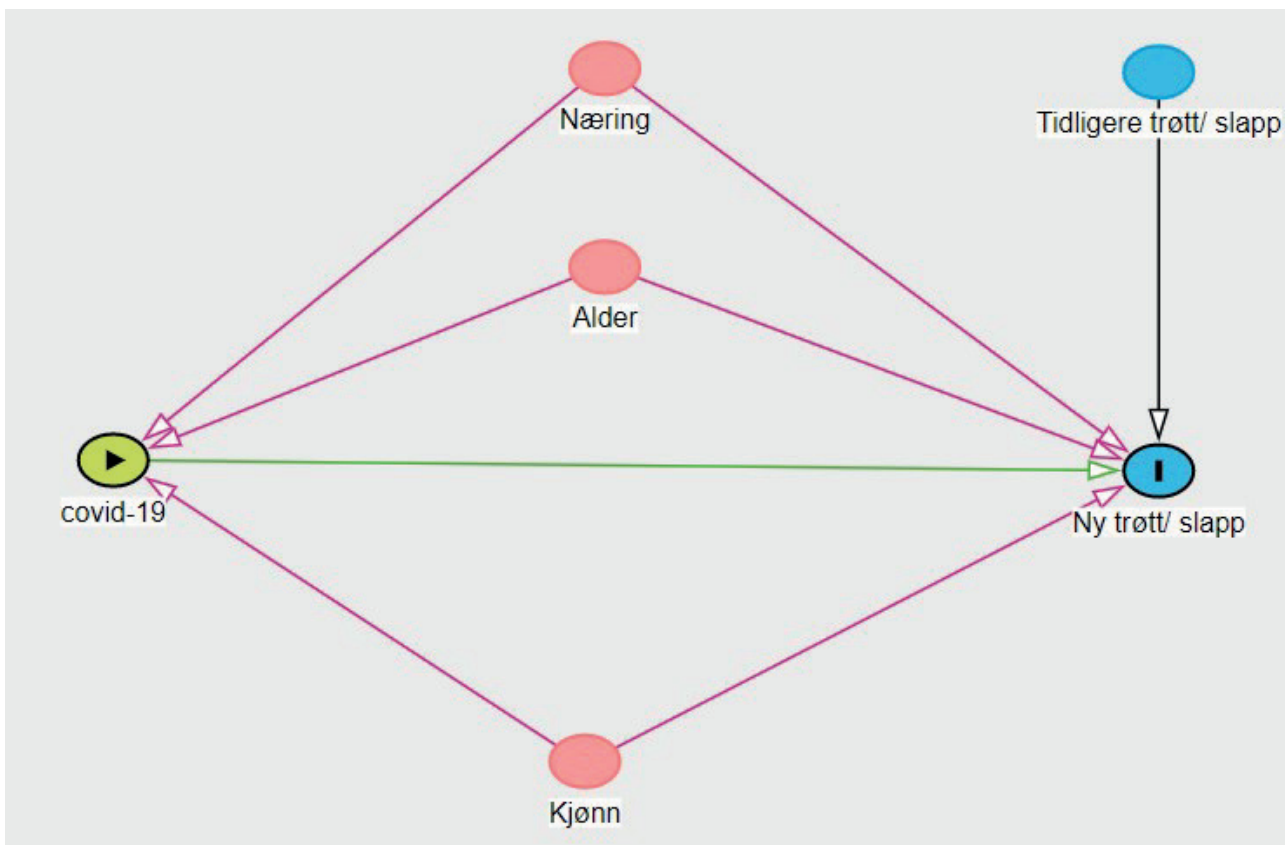 Næring
Tidligere trøtt/ slapp
Alder
covid-19
Ny trøtt/ slapp
Kjønn